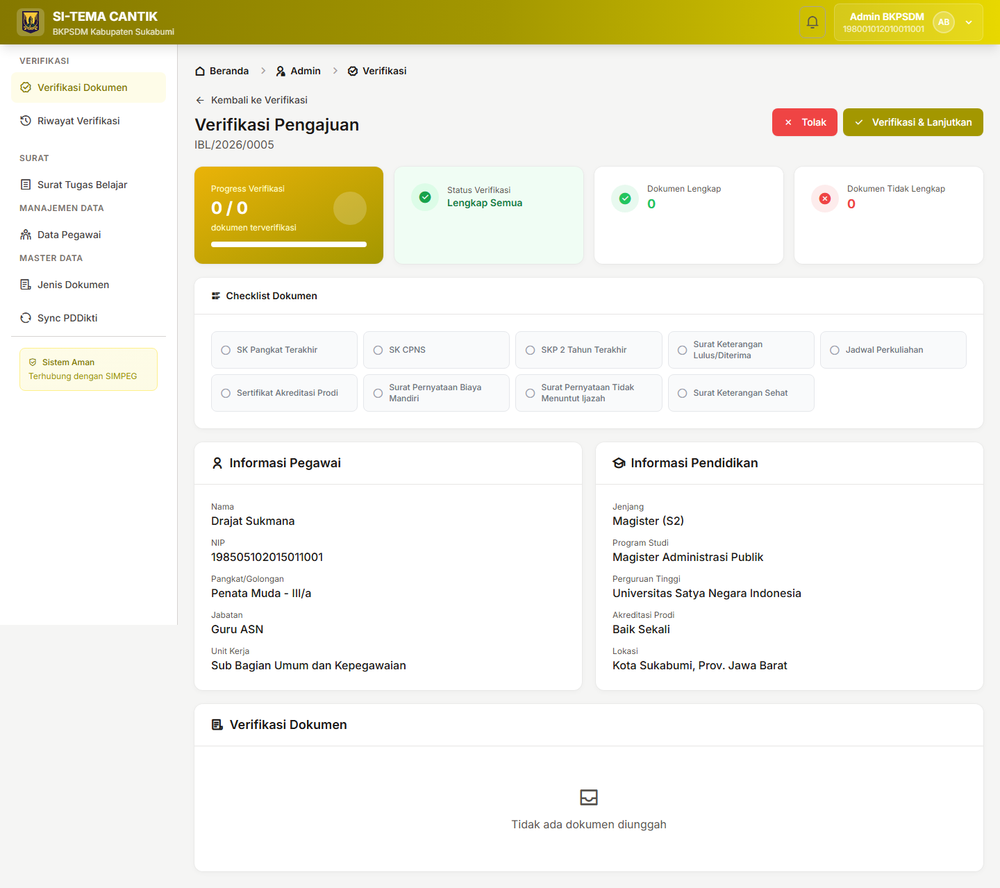 SI-TEMA CANTIK
BKPSDM Kabupaten Sukabumi
Admin BKPSDM
198001012010011001
AB
VERIFIKASI
Verifikasi Dokumen
Riwayat Verifikasi
SURAT
Surat Tugas Belajar
MANAJEMEN DATA
Data Pegawai
MASTER DATA
Jenis Dokumen
Sync PDDikti
Sistem Aman
Terhubung dengan SIMPEG
Beranda
Admin
Verifikasi
Kembali ke Verifikasi
Verifikasi Pengajuan
IBL/2026/0005
Tolak
Verifikasi & Lanjutkan
Progress Verifikasi
0 / 0
dokumen terverifikasi
Status Verifikasi
Lengkap Semua
Dokumen Lengkap
0
Dokumen Tidak Lengkap
0
Checklist Dokumen
SK Pangkat Terakhir
SK CPNS
SKP 2 Tahun Terakhir
Surat Keterangan
Lulus/Diterima
Jadwal Perkuliahan
Sertifikat Akreditasi Prodi
Surat Pernyataan Biaya
Mandiri
Surat Pernyataan Tidak
Menuntut Ijazah
Surat Keterangan Sehat
Informasi Pegawai
Nama
Drajat Sukmana
NIP
198505102015011001
Pangkat/Golongan
Penata Muda - III/a
Jabatan
Guru ASN
Unit Kerja
Sub Bagian Umum dan Kepegawaian
Informasi Pendidikan
Jenjang
Magister (S2)
Program Studi
Magister Administrasi Publik
Perguruan Tinggi
Universitas Satya Negara Indonesia
Akreditasi Prodi
Baik Sekali
Lokasi
Kota Sukabumi, Prov. Jawa Barat
Verifikasi Dokumen
Tidak ada dokumen diunggah